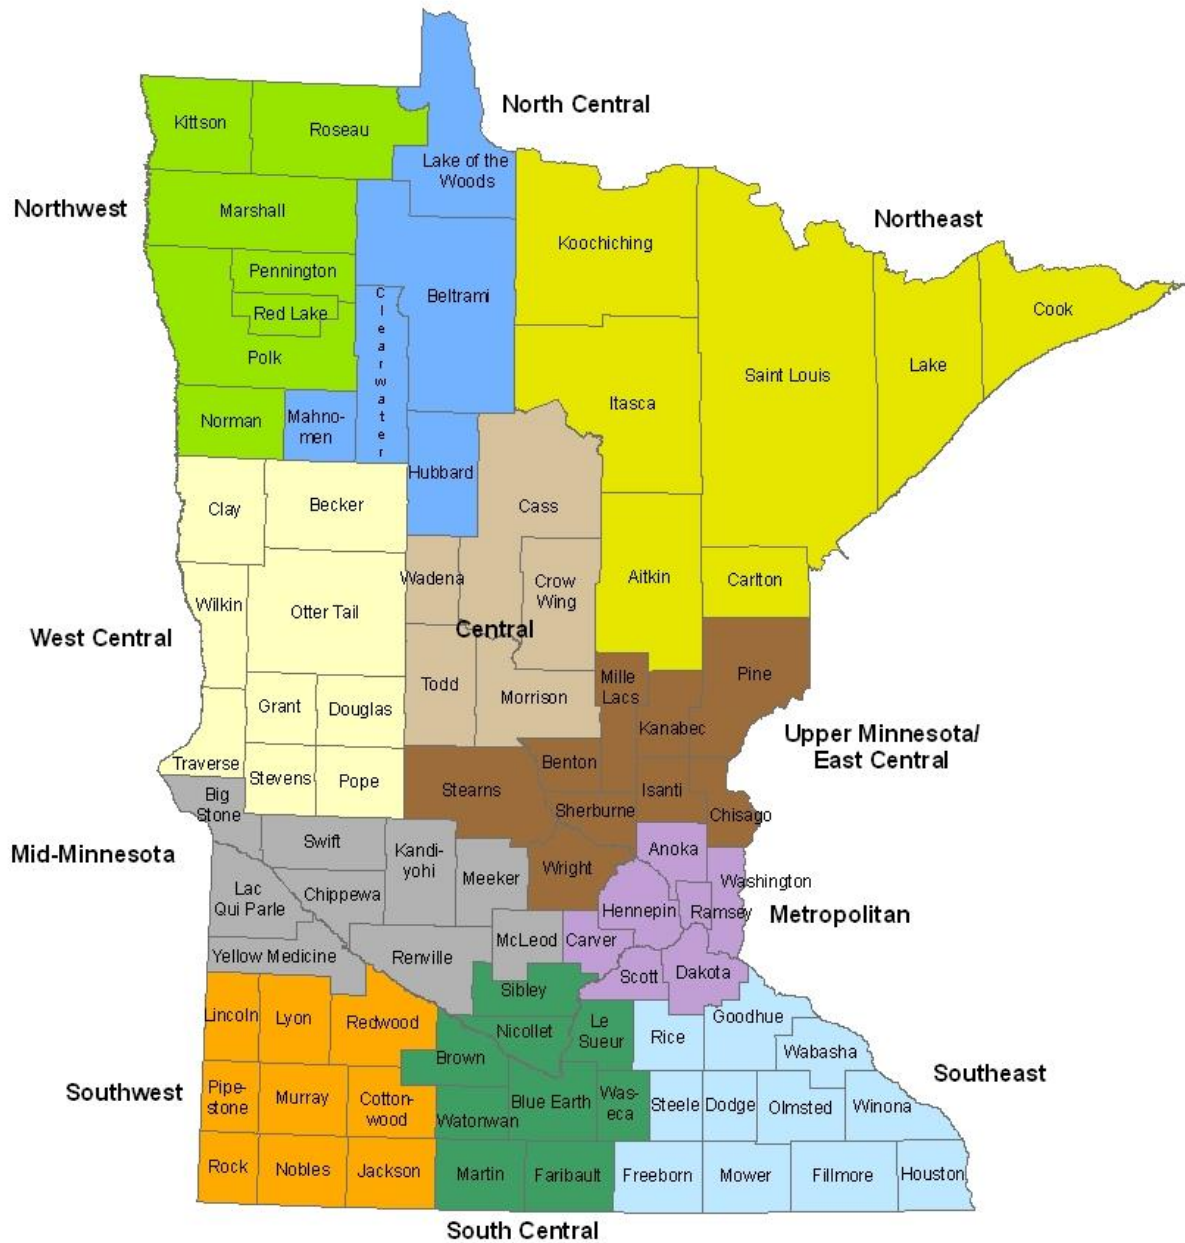 North Central
Kittson
Roseau
Lake of the
Woods
Northwest
Marshall
Northeast
Koochiching
Pennington
Beltrami
Clearwater
Red Lake
Cook
Polk
Saint Louis
Lake
Itasca
Norman
Mahno-
men
Hubbard
Clay
Becker
Cass
Wadena
Crow
Wing
Aitkin
Carlton
Wilkin
Otter Tail
West Central
Central
Todd
Morrison
Mille
Lacs
Pine
Grant
Douglas
Kanabec
Upper Minnesota/
East Central
Traverse
Stevens
Pope
Benton
Stearns
Isanti
Big
Stone
Sherburne
Chisago
Mid-Minnesota
Swift
Kandi-
yohi
Anoka
Meeker
Wright
Washington
Lac
Qui Parle
Chippewa
Hennepin
Ramsey
Metropolitan
McLeod
Carver
Yellow Medicine
Renville
Scott
Dakota
Sibley
Lincoln
Lyon
Redwood
Nicollet
Le
Sueur
Rice
Goodhue
Wabasha
Brown
Southwest
Southeast
Pipe-
stone
Murray
Cotton-
wood
Watonwan
Blue Earth
Was-
eca
Steele
Dodge
Olmsted
Winona
Rock
Nobles
Jackson
Martin
Faribault
Freeborn
Mower
Fillmore
Houston
South Central